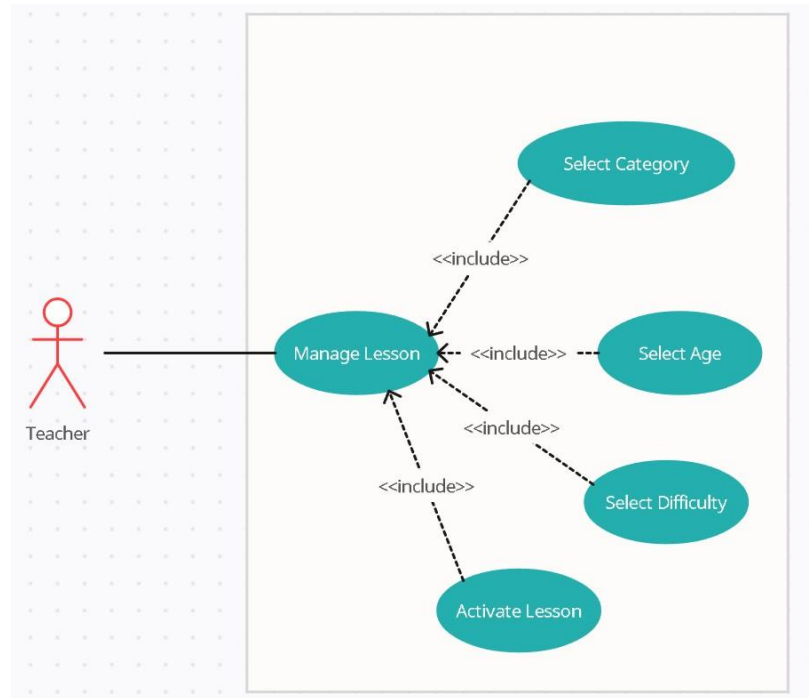 Select Category
<<include>>
Manage Lesson
<<include>>
Select Age
Teacher
<<include>>
<<include>>
Select Difficulty
Activate Lesson